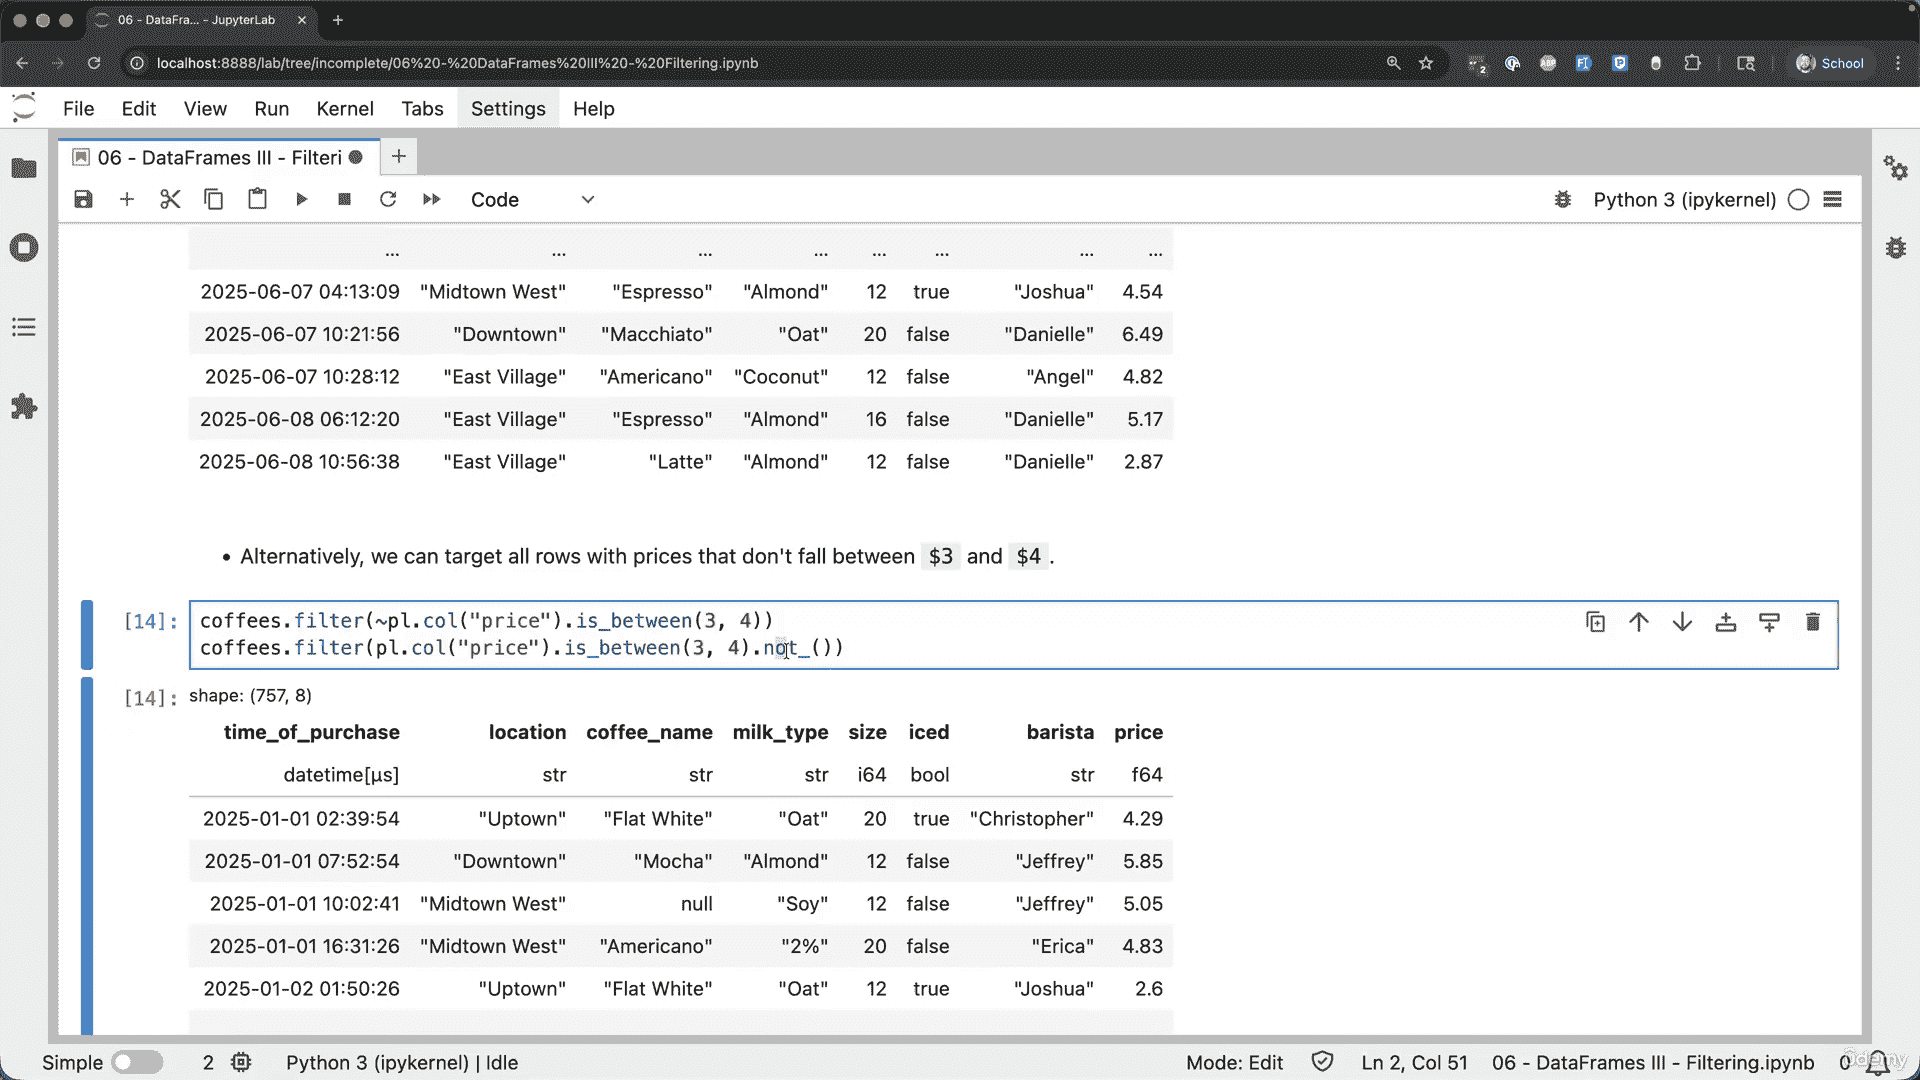 06 - DataFra... - JupyterLab
localhost:8888/lab/tree/incomplete/06%20-%20DataFrames%20III%20-%20Filtering.ipynb
2
ABP
School
File Edit View Run Kernel Tabs Settings Help
06 - DataFrames III - Filteri
Code
Python 3 (ipykernel)
... ... ... ... ... ... ... ...
2025-06-07 04:13:09 "Midtown West" "Espresso" "Almond" 12 true "Joshua" 4.54
2025-06-07 10:21:56 "Downtown" "Macchiato" "Oat" 20 false "Danielle" 6.49
2025-06-07 10:28:12 "East Village" "Americano" "Coconut" 12 false "Angel" 4.82
2025-06-08 06:12:20 "East Village" "Espresso" "Almond" 16 false "Danielle" 5.17
2025-06-08 10:56:38 "East Village" "Latte" "Almond" 12 false "Danielle" 2.87
• Alternatively, we can target all rows with prices that don't fall between $3 and $4.
[14]: coffees.filter(~pl.col("price").is_between(3, 4))
coffees.filter(pl.col("price").is_between(3, 4).not_())
[14]: shape: (757, 8)
time_of_purchase location coffee_name milk_type size iced barista price
datetime[μs] str str str i64 bool str f64
2025-01-01 02:39:54 "Uptown" "Flat White" "Oat" 20 true "Christopher" 4.29
2025-01-01 07:52:54 "Downtown" "Mocha" "Almond" 12 false "Jeffrey" 5.85
2025-01-01 10:02:41 "Midtown West" null "Soy" 12 false "Jeffrey" 5.05
2025-01-01 16:31:26 "Midtown West" "Americano" "2%" 20 false "Erica" 4.83
2025-01-02 01:50:26 "Uptown" "Flat White" "Oat" 12 true "Joshua" 2.6
Simple 2 Python 3 (ipykernel) | Idle Mode: Edit Ln 2, Col 51 06 - DataFrames III - Filtering.ipynb 0
udemy